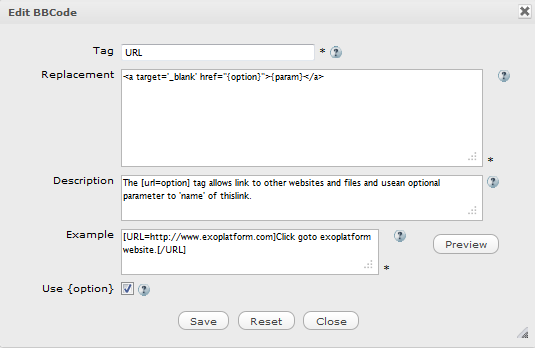 Edit BBCode
Tag URL * ?
Replacement <a target='_blank' href="{option}">{param}</a> ?
*
Description The [url=option] tag allows link to other websites and files and usean optional ?
parameter to 'name' of thislink.
Example [URL=http://www.exoplatform.com]Click goto exoplatform ?
website.[/URL]
Preview
*
Use {option} ?
Save Reset Close